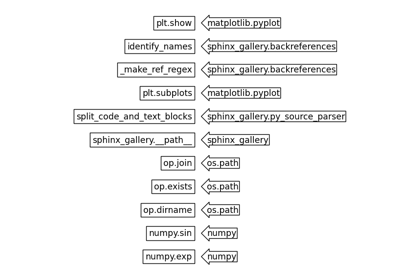 plt.show matplotlib.pyplot
identify_names sphinx_gallery.backreferences
_make_ref_regex sphinx_gallery.backreferences
plt.subplots matplotlib.pyplot
split_code_and_text_blocks sphinx_gallery.py_source_parser
sphinx_gallery.__path__ sphinx_gallery
op.join os.path
op.exists os.path
op.dirname os.path
numpy.sin numpy
numpy.exp numpy